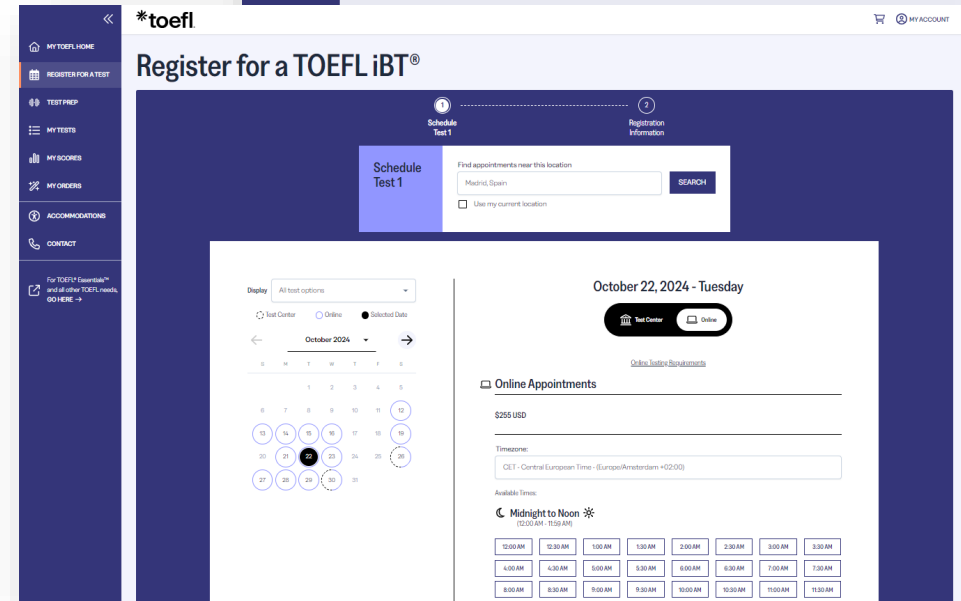 *toefl.
MY ACCOUNT
MY TOEFL HOME
REGISTER FOR A TEST
TEST PREP
MY TESTS
MY SCORES
MY ORDERS
ACCOMMODATIONS
CONTACT
For TOEFL® Essentials™
and all other TOEFL needs,
GO HERE →
Register for a TOEFL iBT®
1
2
Schedule
Test 1
Registration
Information
Schedule
Test 1
Find appointments near this location
Madrid, Spain
SEARCH
Use my current location
Display
All test options
Test Center
Online
Selected Date
October 2024
S M T W T F S
1 2 3 4 5
6 7 8 9 10 11 12
13 14 15 16 17 18 19
20 21 22 23 24 25 26
27 28 29 30 31
October 22, 2024 - Tuesday
Test Center
Online
Online Testing Requirements
Online Appointments
$255 USD
Timezone:
CET - Central European Time - (Europe/Amsterdam +02:00)
Available Times:
Midnight to Noon
(12:00 AM - 11:59 AM)
12:00 AM 12:30 AM 1:00 AM 1:30 AM 2:00 AM 2:30 AM 3:00 AM 3:30 AM
4:00 AM 4:30 AM 5:00 AM 5:30 AM 6:00 AM 6:30 AM 7:00 AM 7:30 AM
8:00 AM 8:30 AM 9:00 AM 9:30 AM 10:00 AM 10:30 AM 11:00 AM 11:30 AM